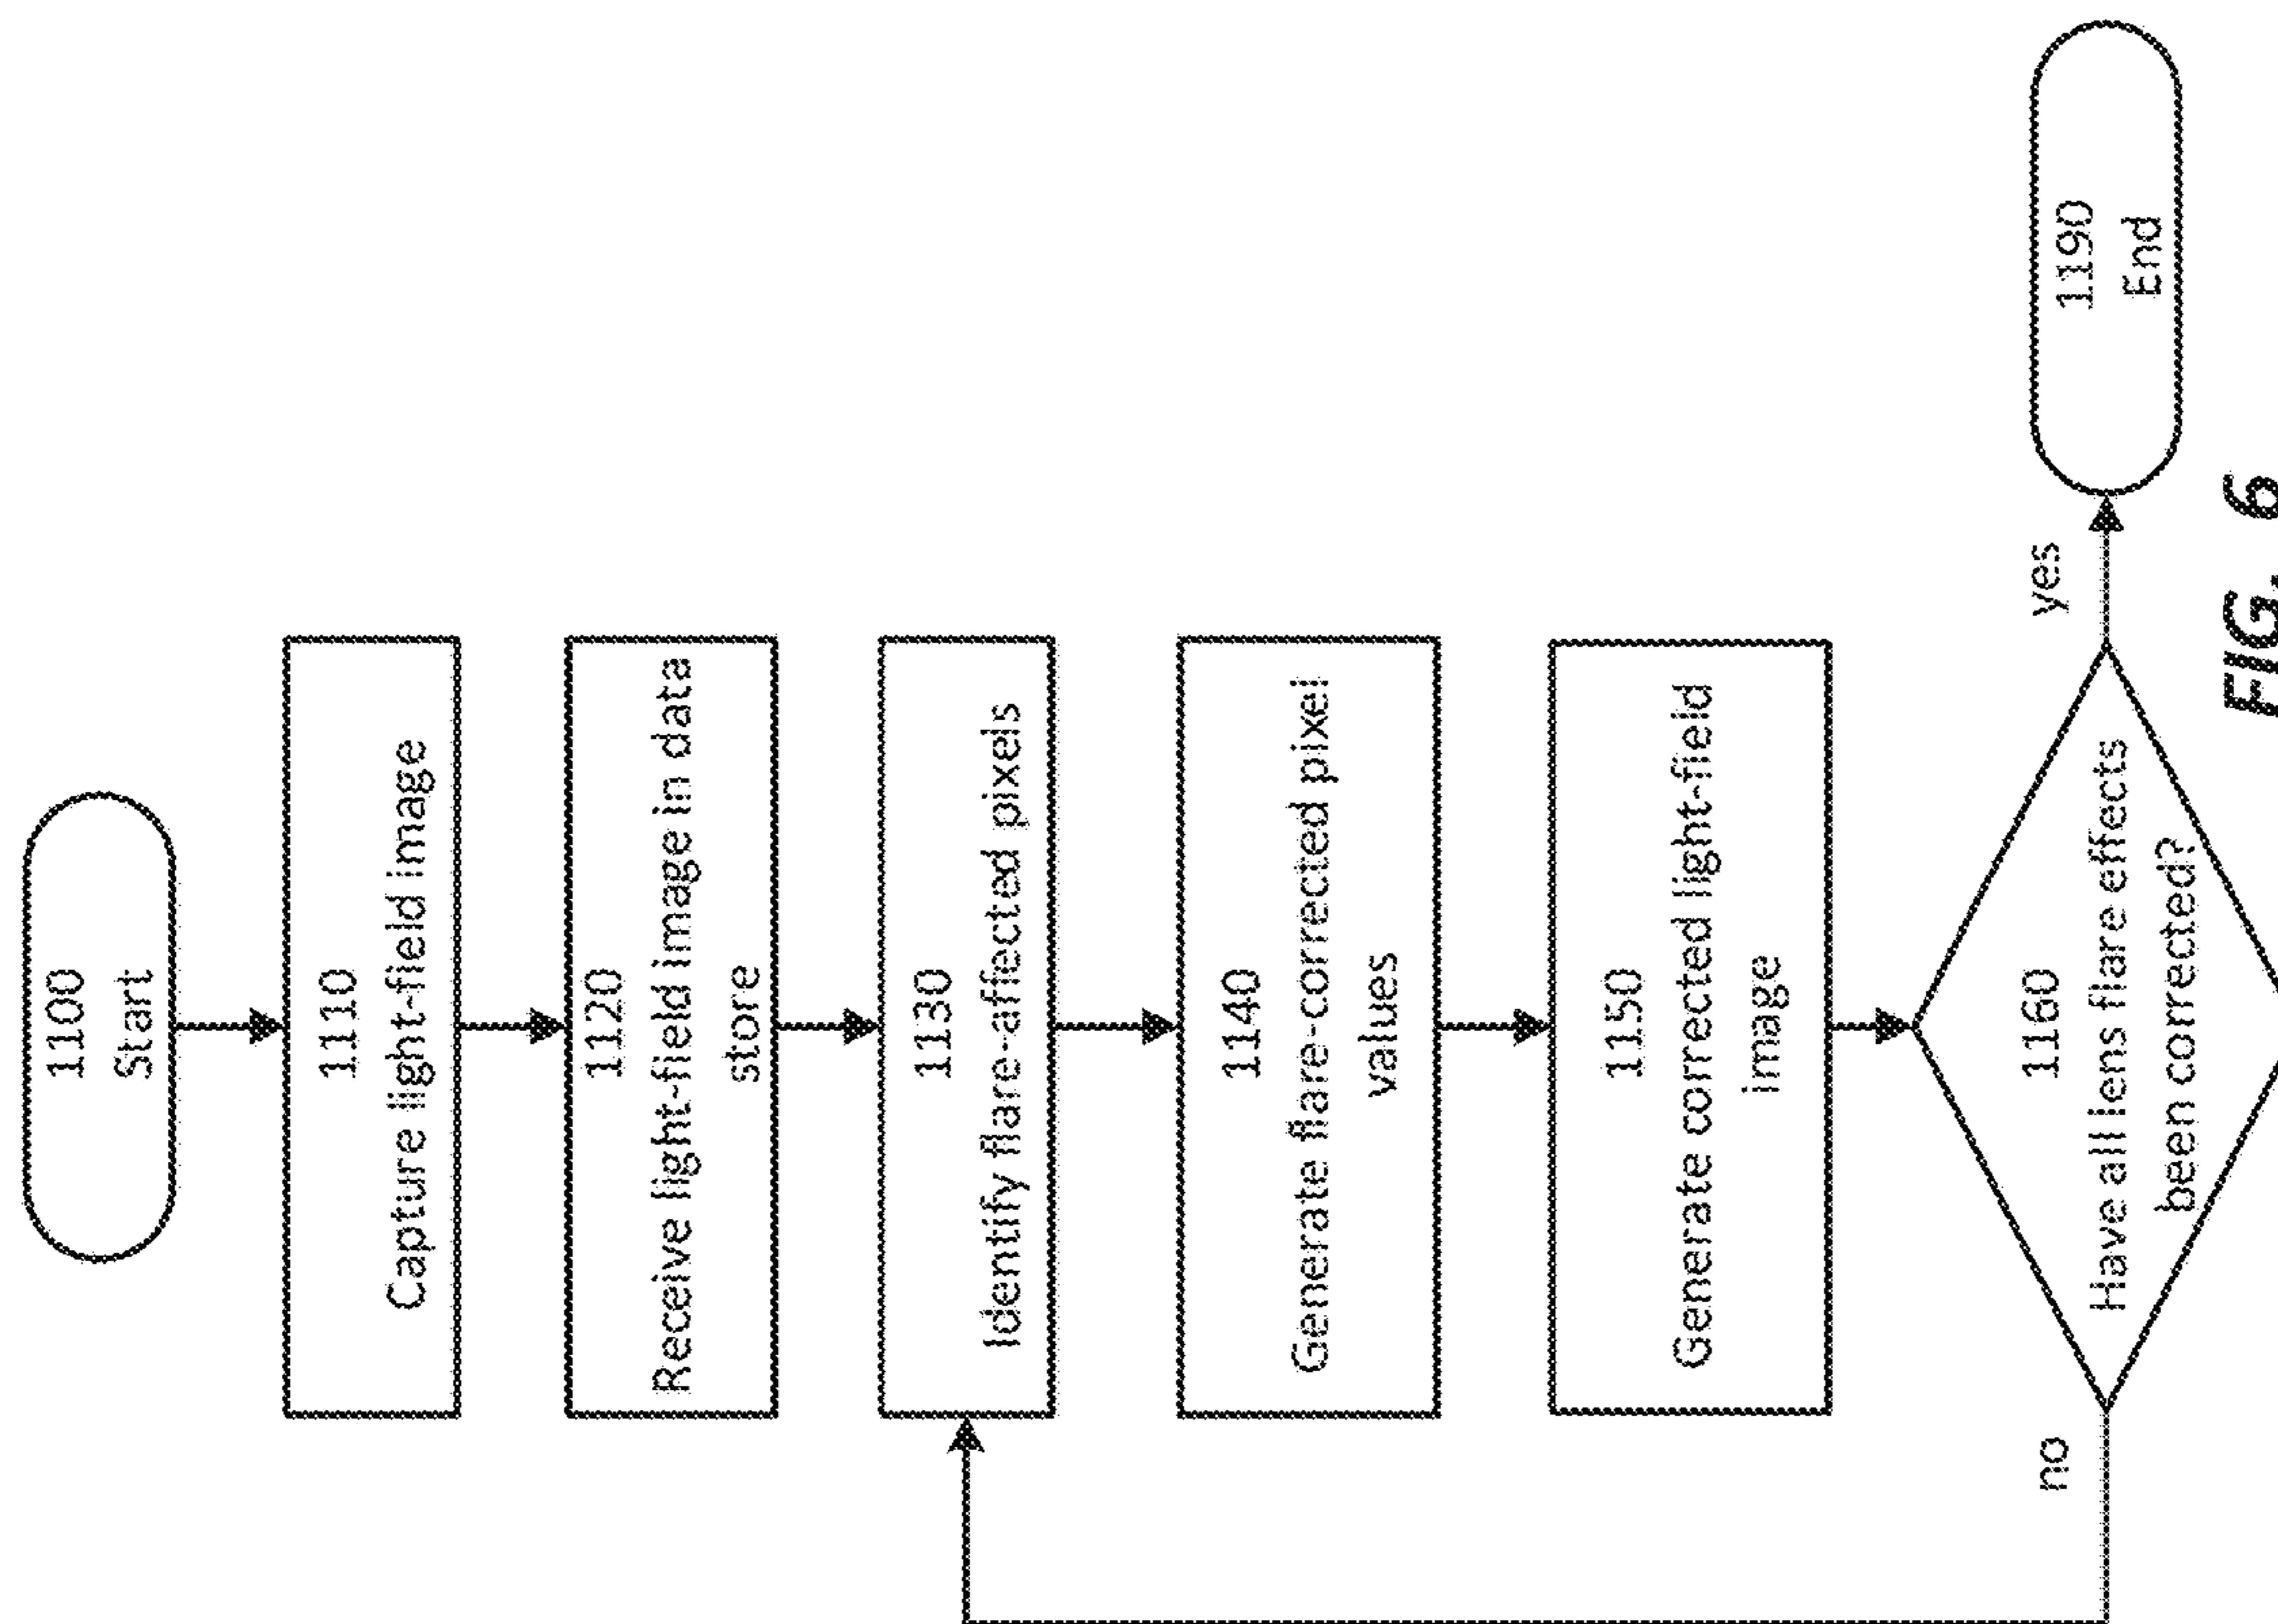 1100
Start
1110
Capture light-field image
1120
Receive light-field image in data
store
1130
Identify flare-affected pixels
1140
Generate flare-corrected pixel
values
1150
Generate corrected light-field
image
1160
Have all lens flare effects
been corrected?
no
yes
1190
End
FIG. 6